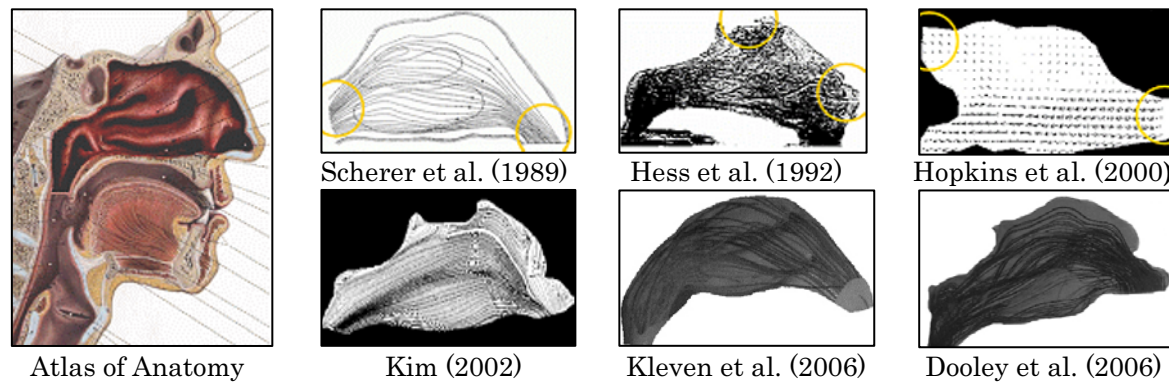 Scherer et al. (1989)
Hess et al. (1992)
Hopkins et al. (2000)
Atlas of Anatomy
Kim (2002)
Kleven et al. (2006)
Dooley et al. (2006)